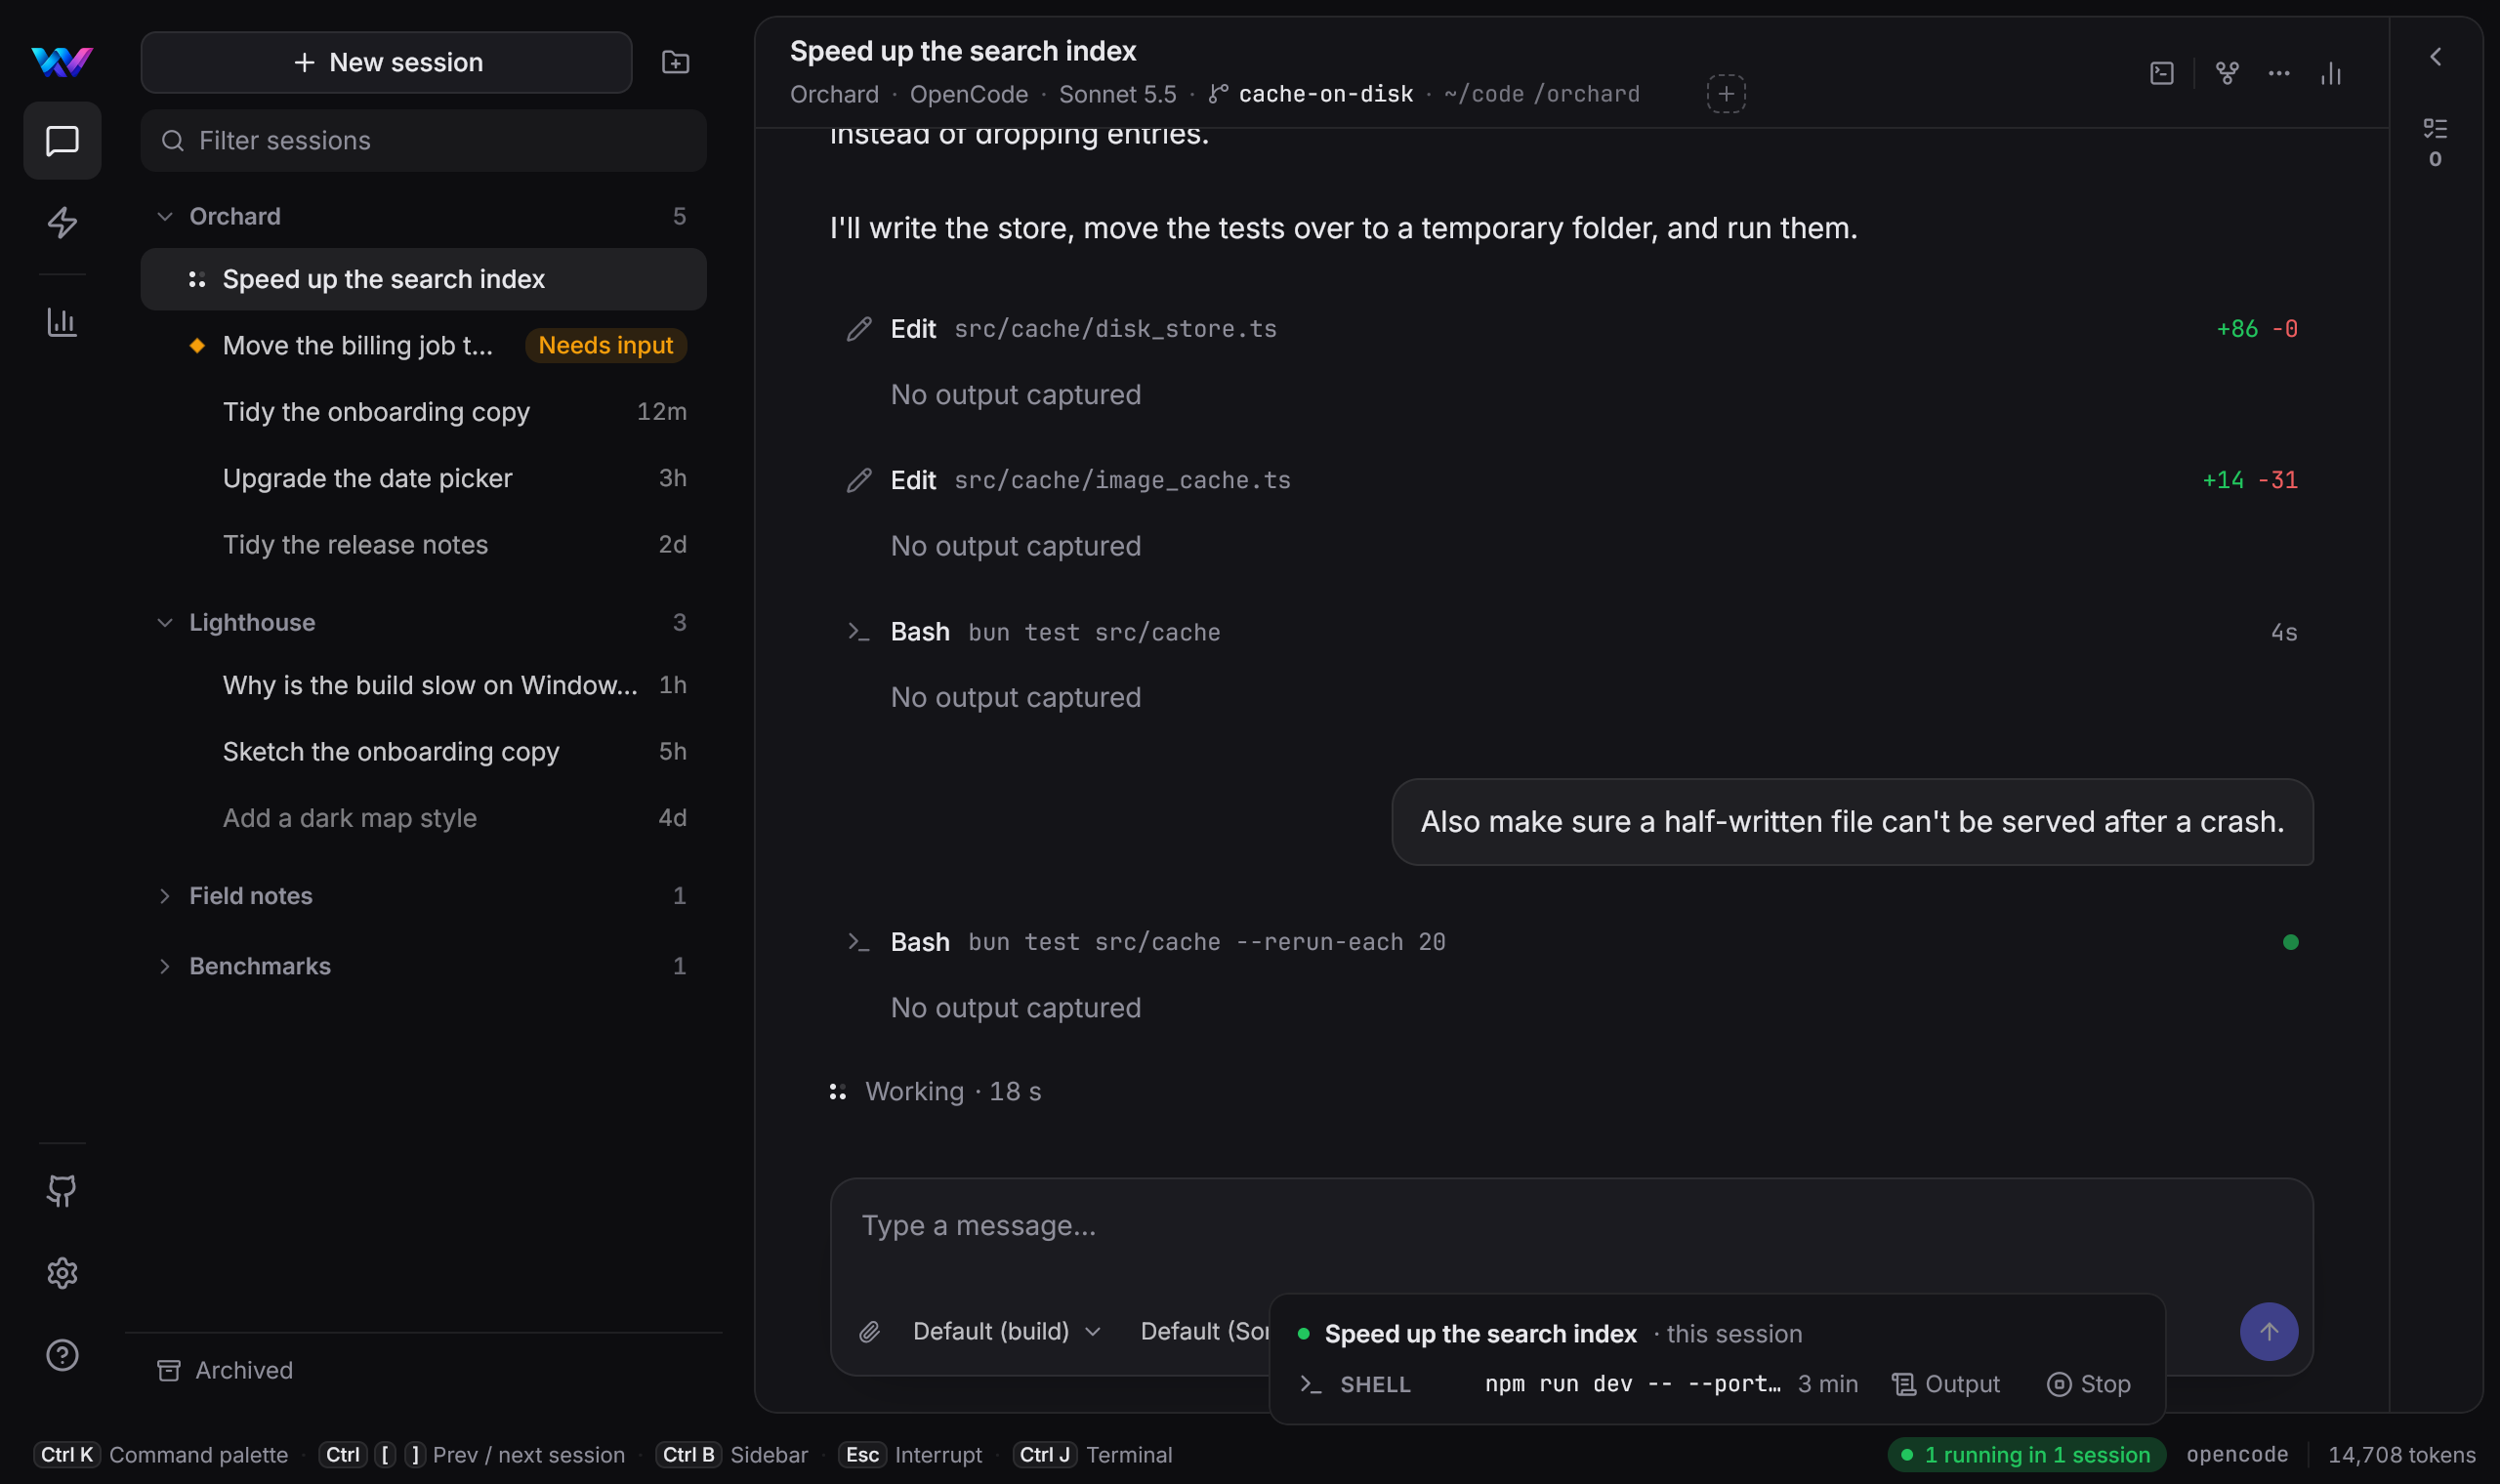 New session
Filter sessions
Orchard 5
Speed up the search index
Move the billing job t... Needs input
Tidy the onboarding copy 12m
Upgrade the date picker 3h
Tidy the release notes 2d
Lighthouse 3
Why is the build slow on Window... 1h
Sketch the onboarding copy 5h
Add a dark map style 4d
Field notes 1
Benchmarks 1
Archived
Speed up the search index
Orchard · OpenCode · Sonnet 5.5 · cache-on-disk · ~/code /orchard
0
instead of dropping entries.
I'll write the store, move the tests over to a temporary folder, and run them.
Edit src/cache/disk_store.ts +86 -0
No output captured
Edit src/cache/image_cache.ts +14 -31
No output captured
Bash bun test src/cache 4s
No output captured
Also make sure a half-written file can't be served after a crash.
Bash bun test src/cache --rerun-each 20
No output captured
Working · 18 s
Type a message...
Default (build) Default (Son
Speed up the search index · this session
SHELL npm run dev -- --port… 3 min Output Stop
Ctrl K Command palette · Ctrl [ ] Prev / next session · Ctrl B Sidebar · Esc Interrupt · Ctrl J Terminal
1 running in 1 session opencode 14,708 tokens